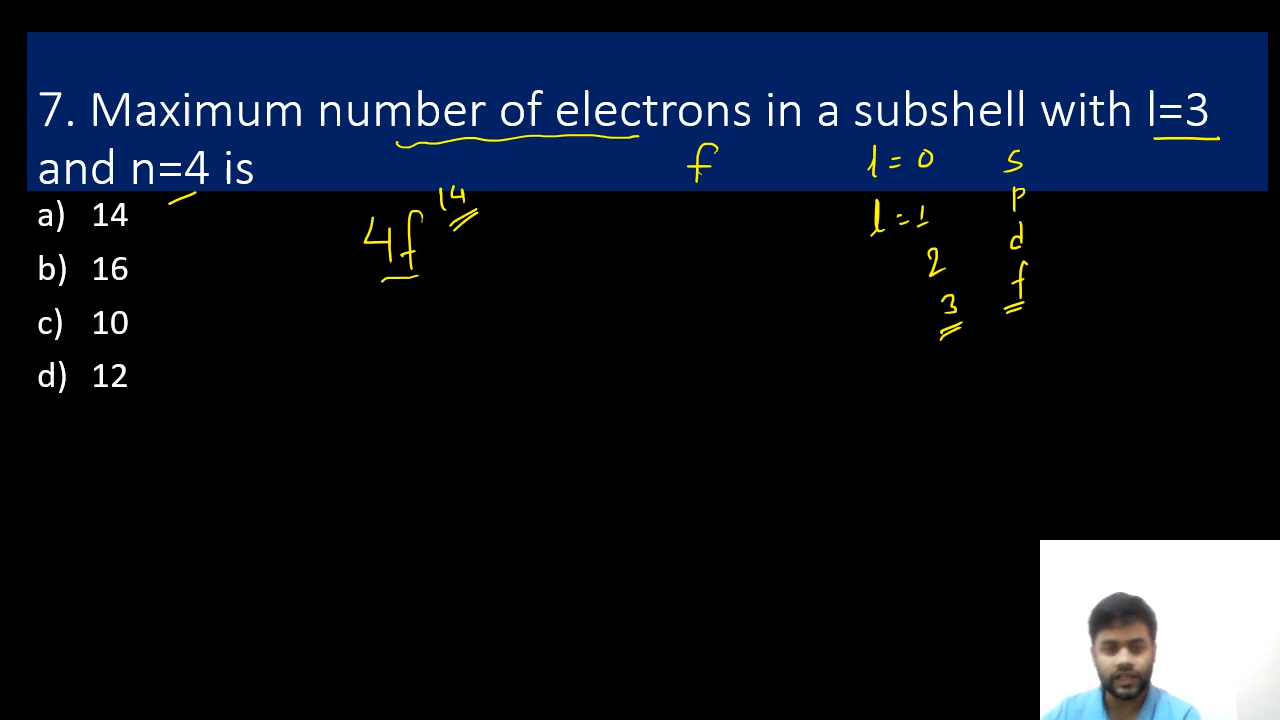 7. Maximum number of electrons in a subshell with l=3
and n=4 is
a) 14
b) 16
c) 10
d) 12
4f 14
f
l = 0 s
l = 1 p
2 d
3 f